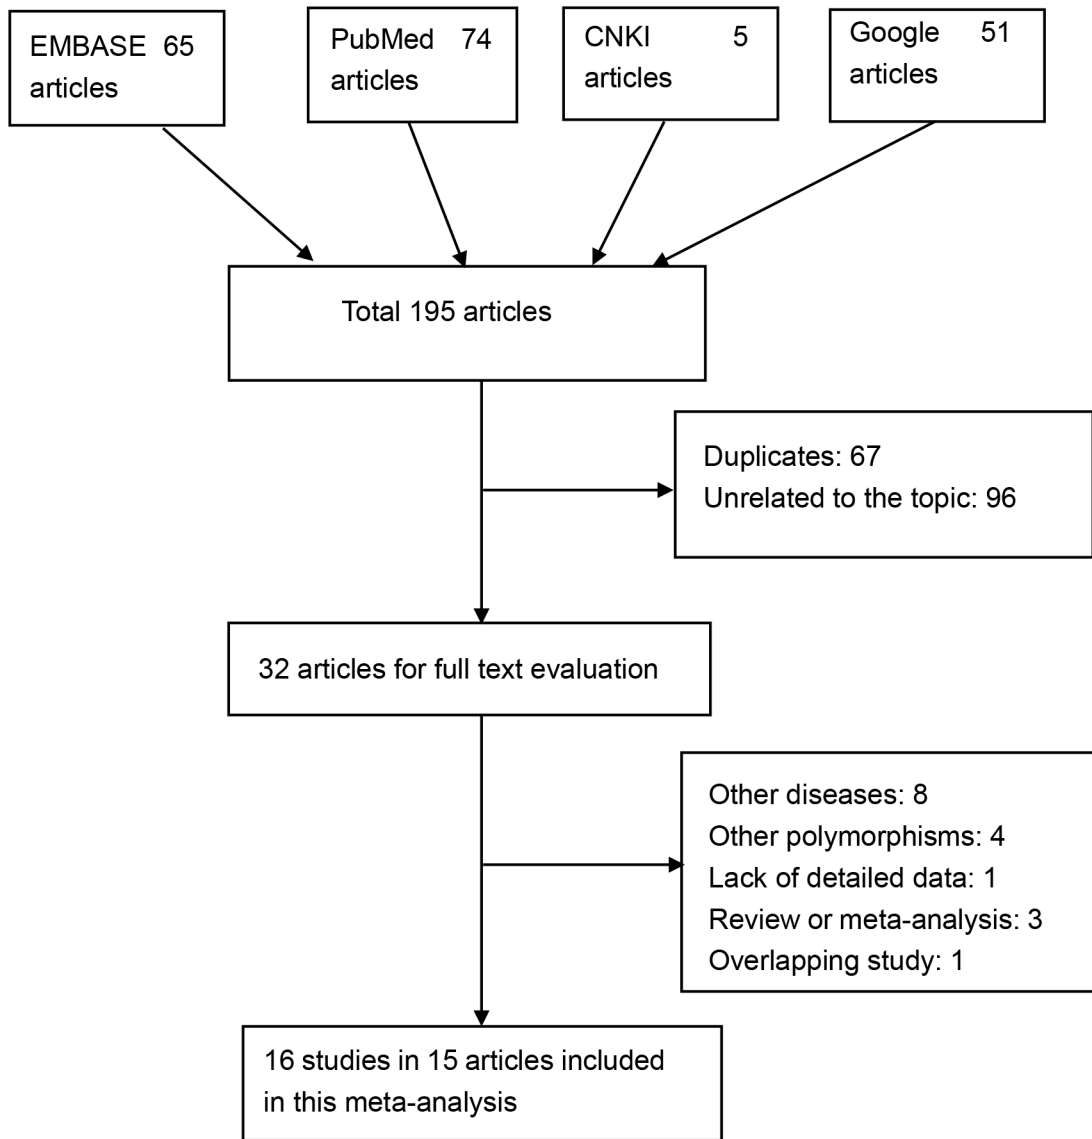 EMBASE 65
articles
PubMed 74
articles
CNKI 5
articles
Google 51
articles
Total 195 articles
Duplicates: 67
Unrelated to the topic: 96
32 articles for full text evaluation
Other diseases: 8
Other polymorphisms: 4
Lack of detailed data: 1
Review or meta-analysis: 3
Overlapping study: 1
16 studies in 15 articles included
in this meta-analysis